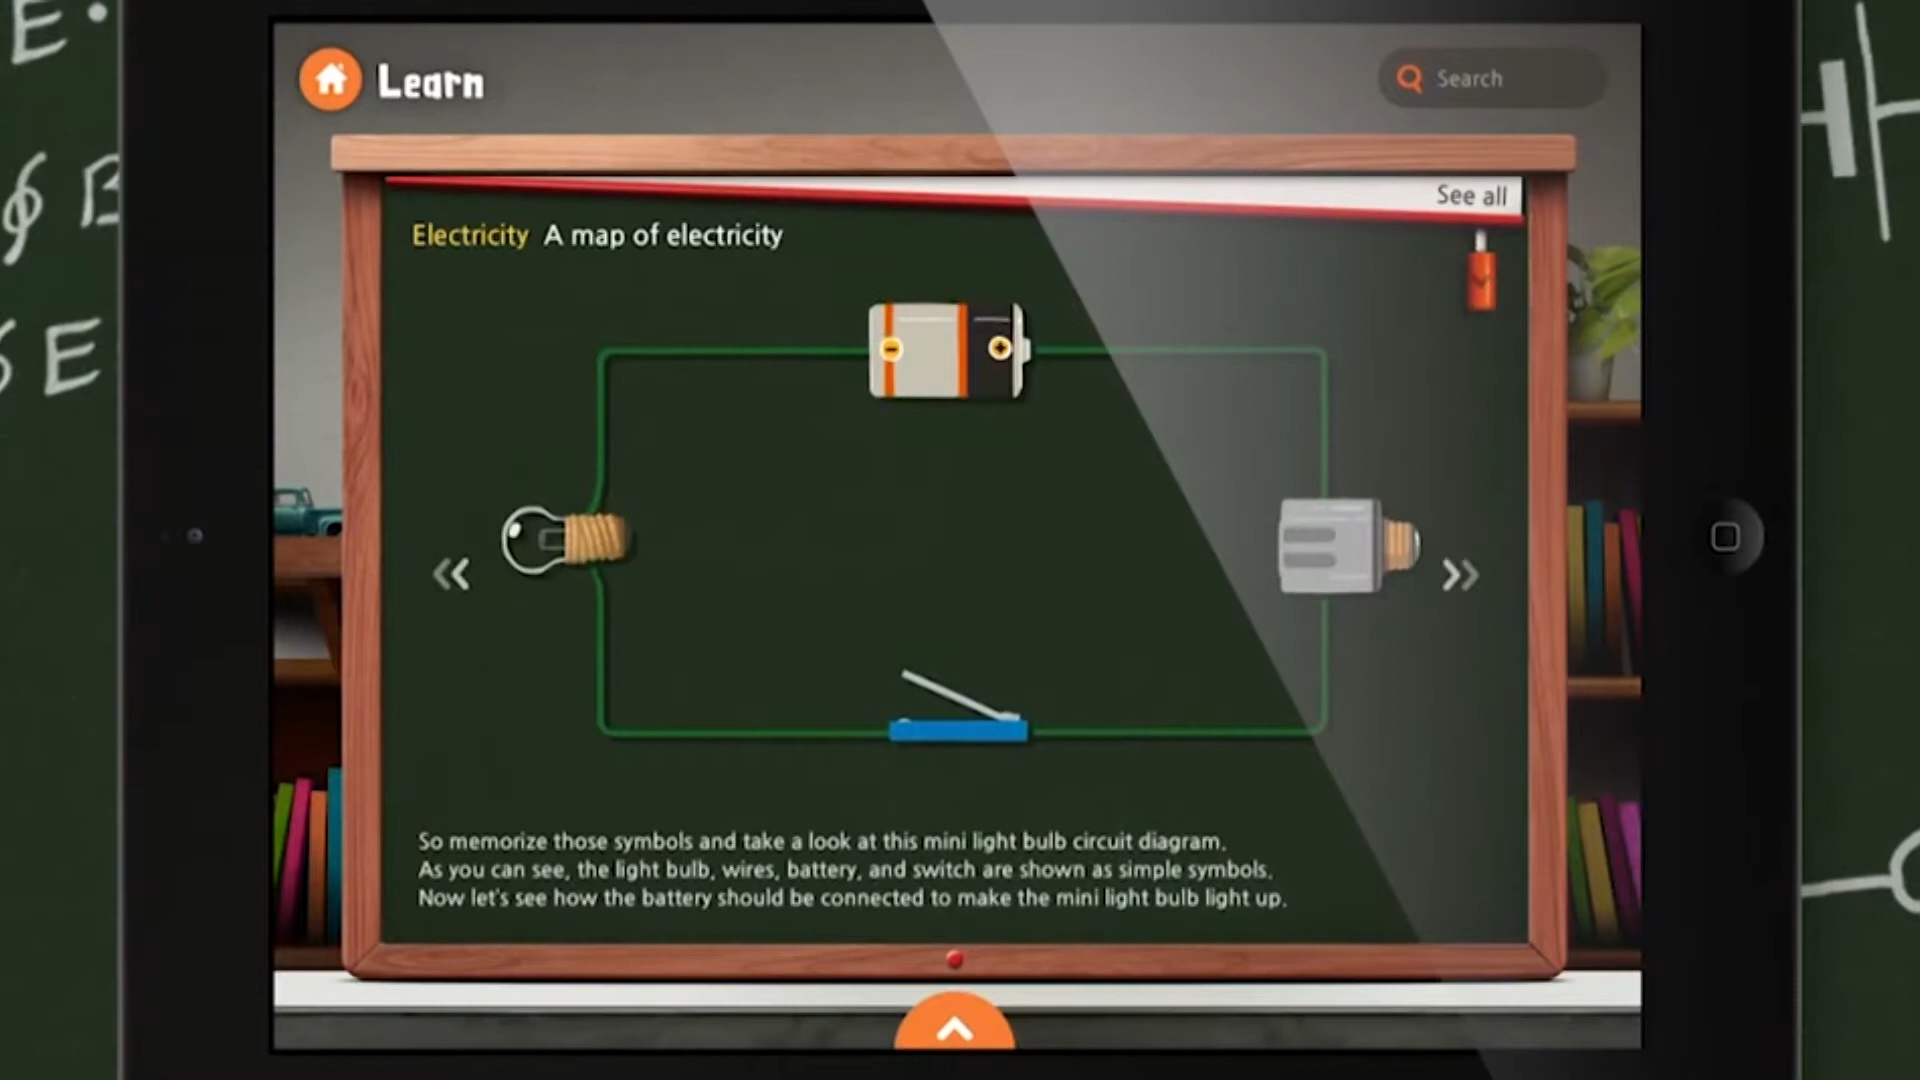 Learn
Search
See all
Electricity A map of electricity
So memorize those symbols and take a look at this mini light bulb circuit diagram.
As you can see, the light bulb, wires, battery, and switch are shown as simple symbols.
Now let's see how the battery should be connected to make the mini light bulb light up.
E
∮ B
E